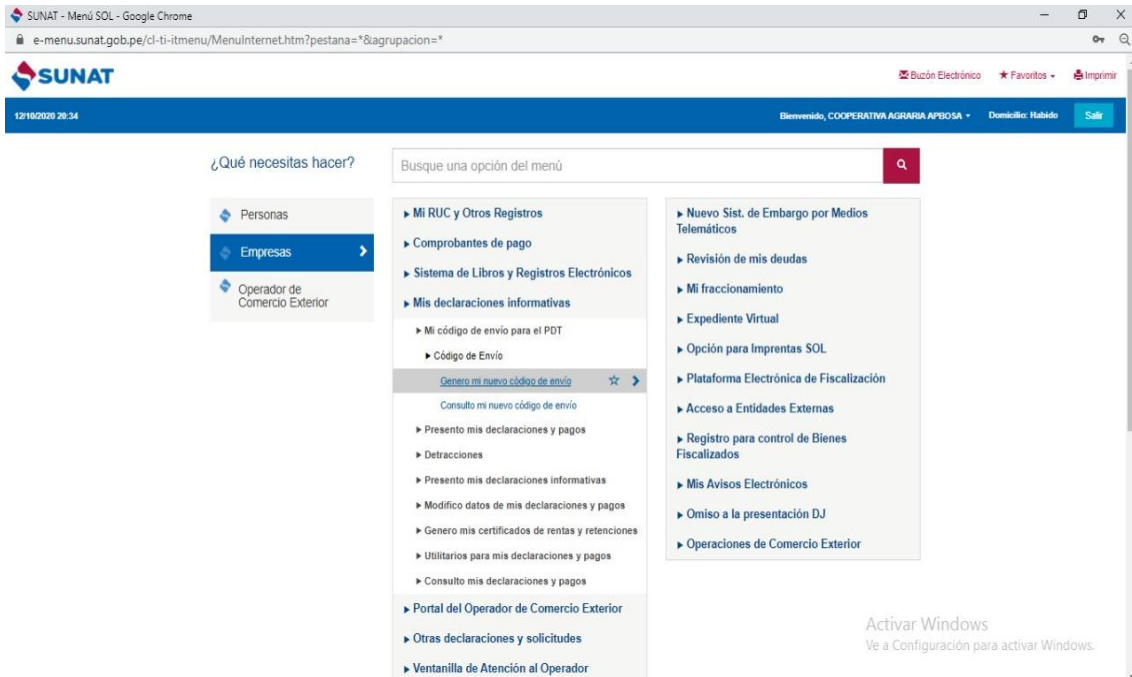 SUNAT - Menú SOL - Google Chrome
e-menu.sunat.gob.pe/cl-ti-itmenu/MenuInternet.htm?pestana=*&agrupacion=*
SUNAT
Buzón Electrónico
Favoritos
Imprimir
12/10/2020 20:34
Bienvenido, COOPERATIVA AGRARIA APBOSA
Domicilio: Habido
Salir
¿Qué necesitas hacer?
Busque una opción del menú
Personas
Empresas
Operador de
Comercio Exterior
Mi RUC y Otros Registros
Comprobantes de pago
Sistema de Libros y Registros Electrónicos
Mis declaraciones informativas
Mi código de envío para el PDT
Código de Envío
Genero mi nuevo código de envío
Consulto mi nuevo código de envío
Presento mis declaraciones y pagos
Detracciones
Presento mis declaraciones informativas
Modifico datos de mis declaraciones y pagos
Genero mis certificados de rentas y retenciones
Utilitarios para mis declaraciones y pagos
Consulto mis declaraciones y pagos
Portal del Operador de Comercio Exterior
Otras declaraciones y solicitudes
Ventanilla de Atención al Operador
Nuevo Sist. de Embargo por Medios
Telemáticos
Revisión de mis deudas
Mi fraccionamiento
Expediente Virtual
Opción para Imprentas SOL
Plataforma Electrónica de Fiscalización
Acceso a Entidades Externas
Registro para control de Bienes
Fiscalizados
Mis Avisos Electrónicos
Omiso a la presentación DJ
Operaciones de Comercio Exterior
Activar Windows
Ve a Configuración para activar Windows.